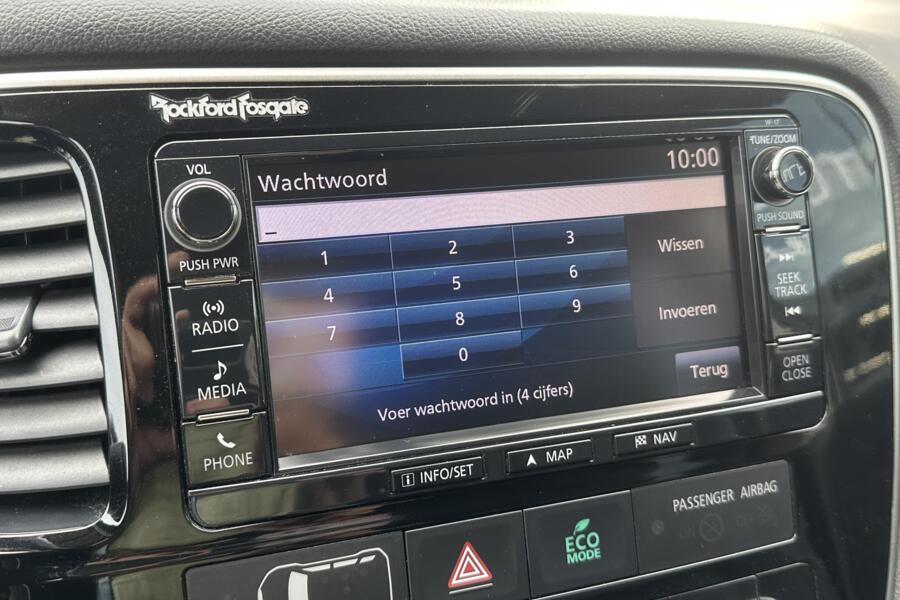 Rockford Fosgate
VOL
PUSH PWR
RADIO
MEDIA
PHONE
Wachtwoord
10:00
_
1 2 3
4 5 6
7 8 9
0
Wissen
Invoeren
Terug
Voer wachtwoord in (4 cijfers)
TUNE/ZOOM
PUSH SOUND
SEEK
TRACK
OPEN
CLOSE
INFO/SET
MAP
NAV
PASSENGER AIRBAG
ON
OFF
ECO
MODE